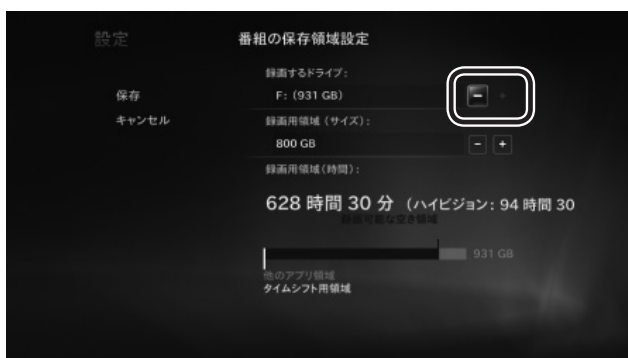 設定
番組の保存領域設定
録画するドライブ:
保存
F: (931 GB)
− +
キャンセル
録画用領域 (サイズ):
800 GB
− +
録画用領域(時間):
628 時間 30 分 (ハイビジョン: 94 時間 30
録画可能な空き領域
931 GB
他のアプリ領域
タイムシフト用領域